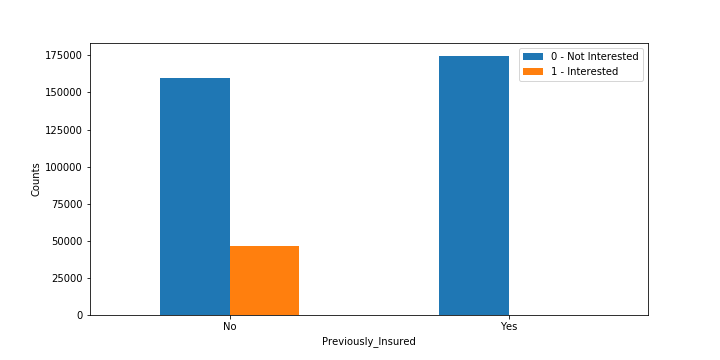 175000
150000
125000
100000
75000
50000
25000
0
Counts
0 - Not Interested
1 - Interested
No
Yes
Previously_Insured